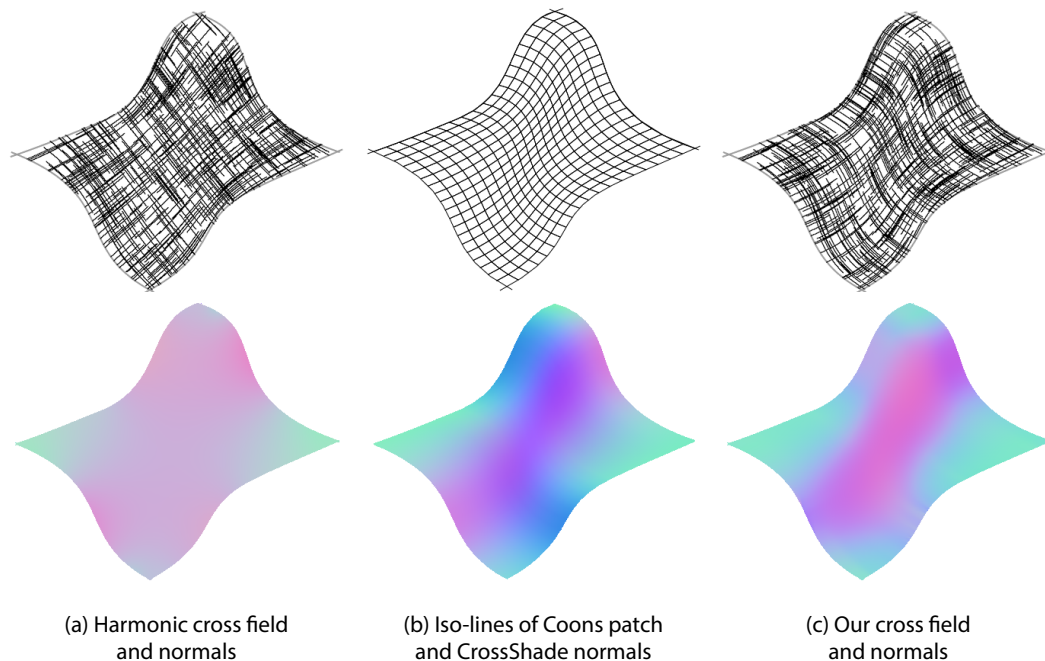 (a) Harmonic cross field
and normals
(b) Iso-lines of Coons patch
and CrossShade normals
(c) Our cross field
and normals